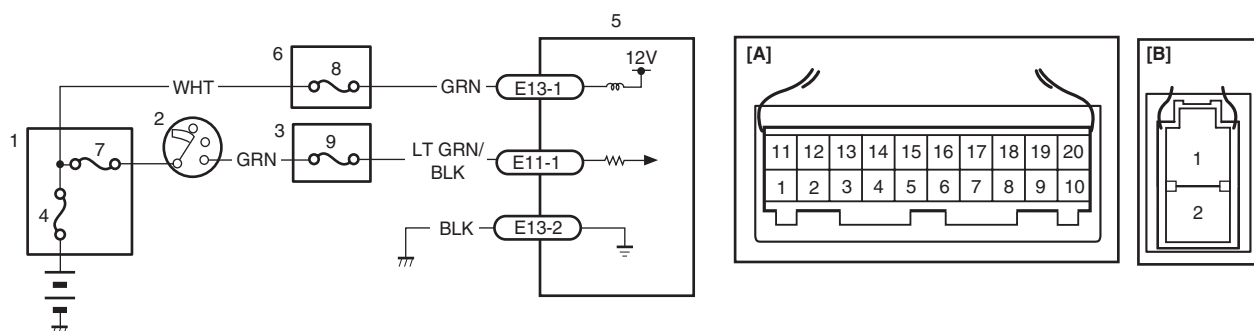 5
[A]
[B]
6
8
12V
WHT
GRN
E13-1
1
7
2
3
9
GRN
LT GRN/
BLK
E11-1
4
BLK
E13-2
11 12 13 14 15 16 17 18 19 20
1 2 3 4 5 6 7 8 9 10
1
2